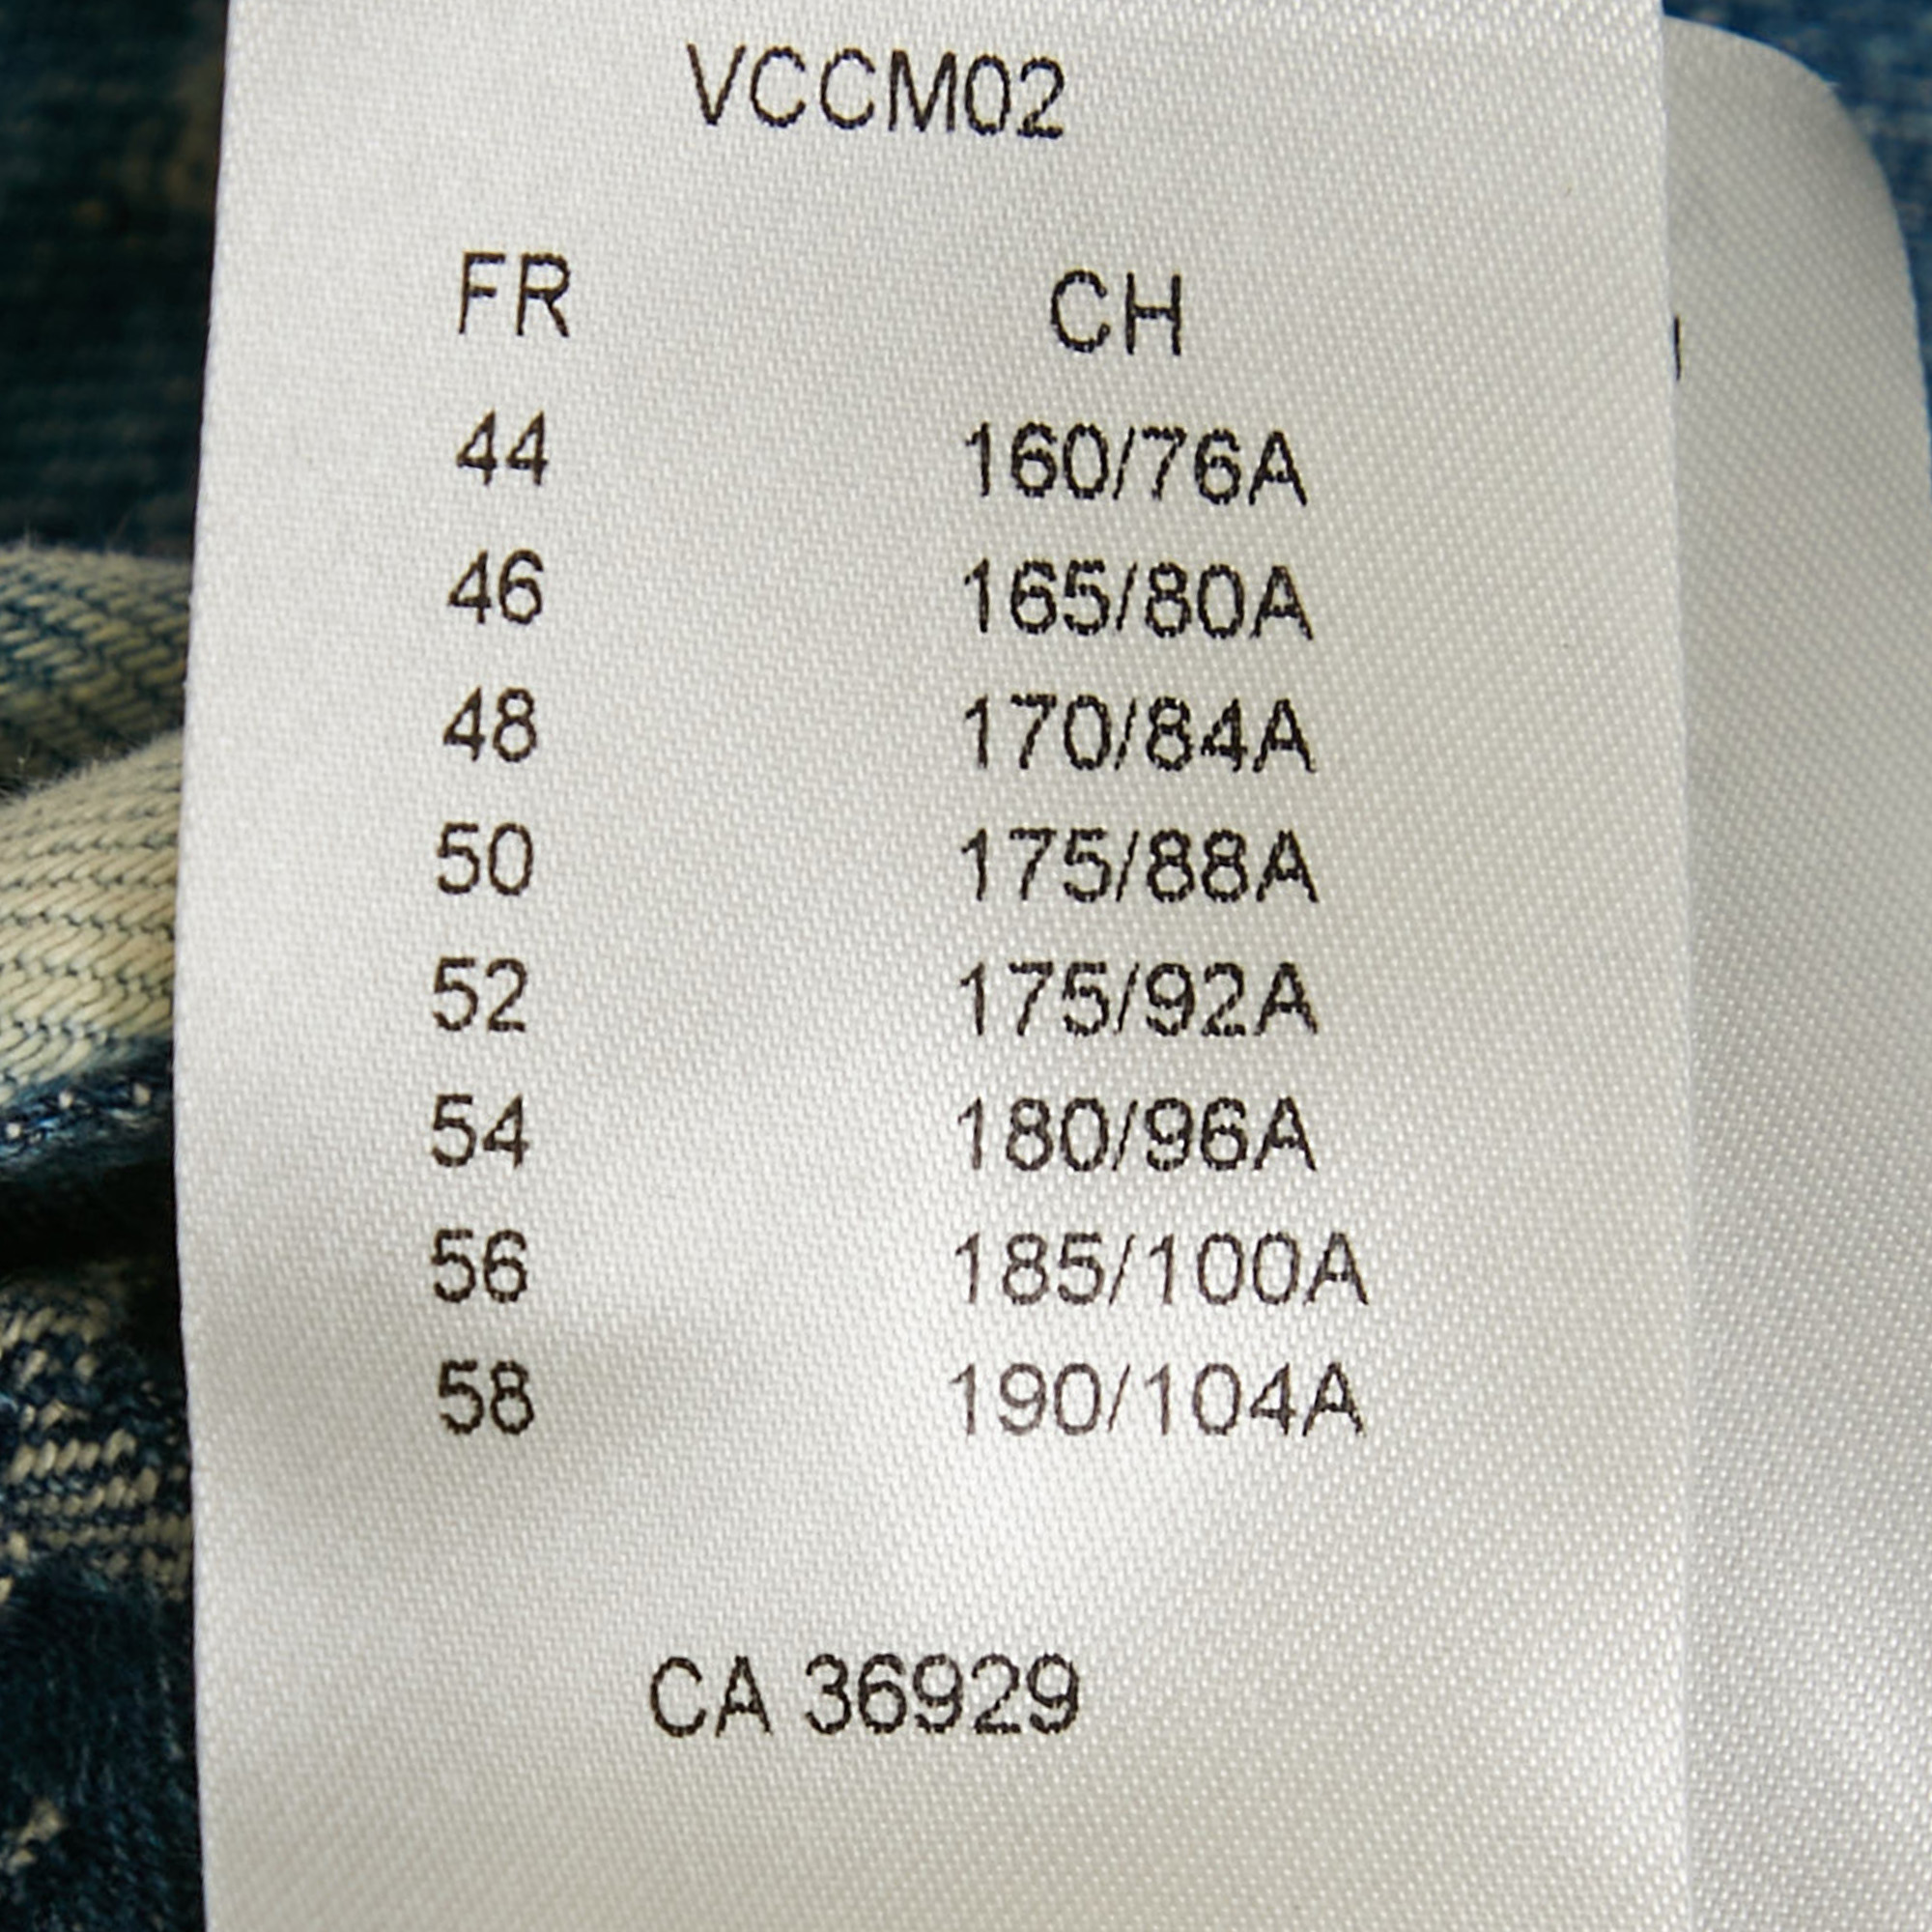 VCCM02
FR CH
44 160/76A
46 165/80A
48 170/84A
50 175/88A
52 175/92A
54 180/96A
56 185/100A
58 190/104A
CA 36929